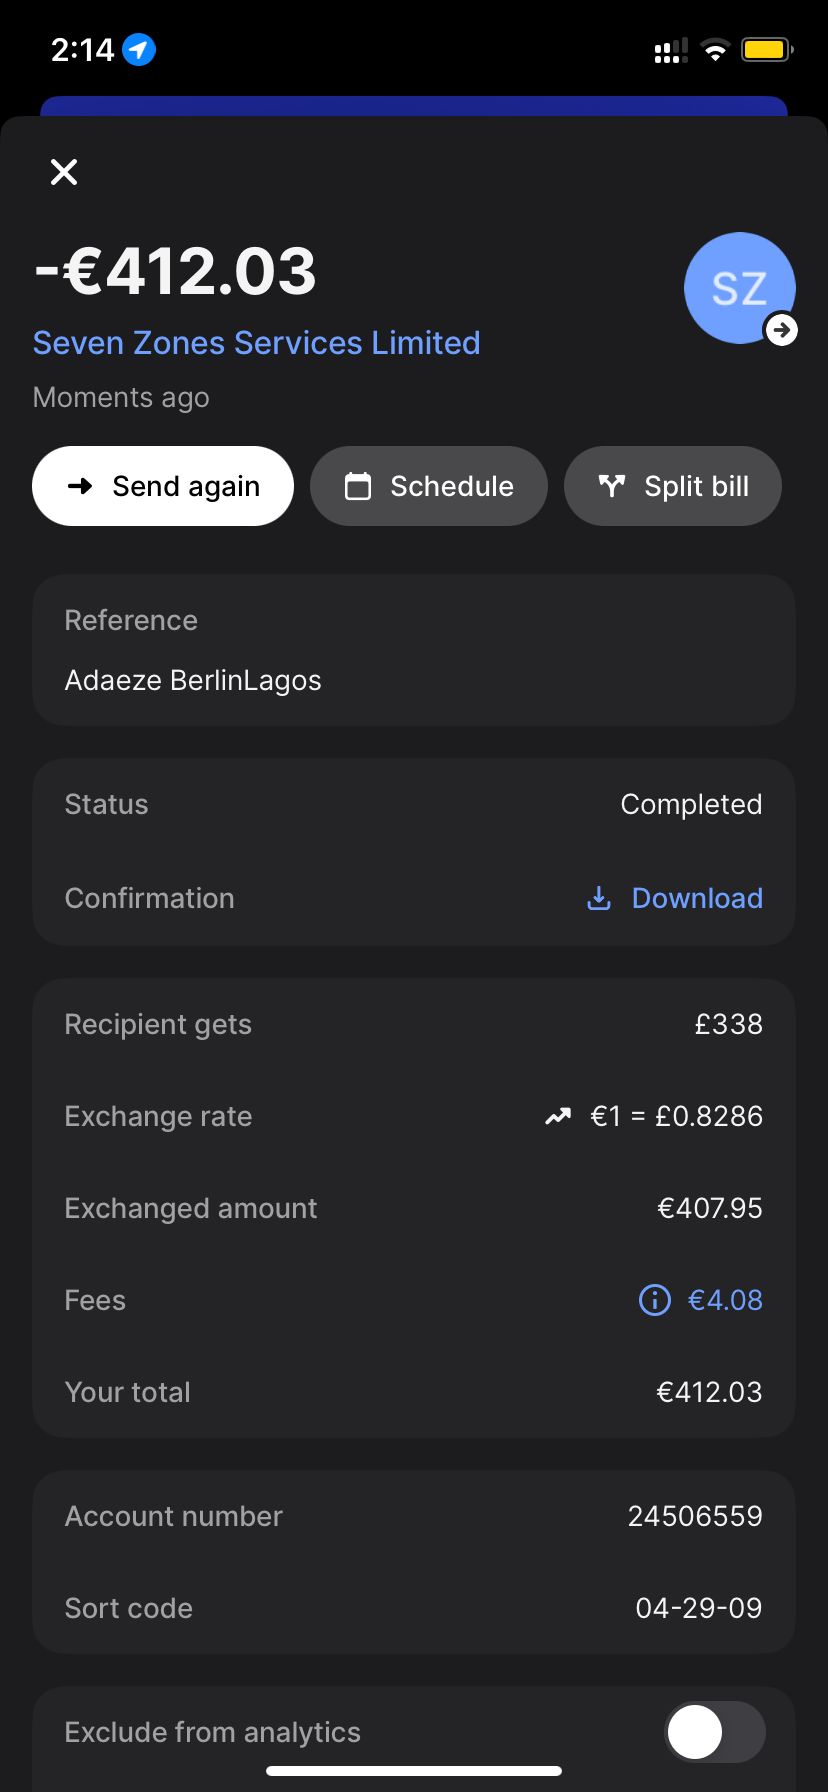 2:14
-€412.03
SZ
Seven Zones Services Limited
Moments ago
Send again
Schedule
Split bill
Reference
Adaeze BerlinLagos
Status Completed
Confirmation Download
Recipient gets £338
Exchange rate €1 = £0.8286
Exchanged amount €407.95
Fees €4.08
Your total €412.03
Account number 24506559
Sort code 04-29-09
Exclude from analytics